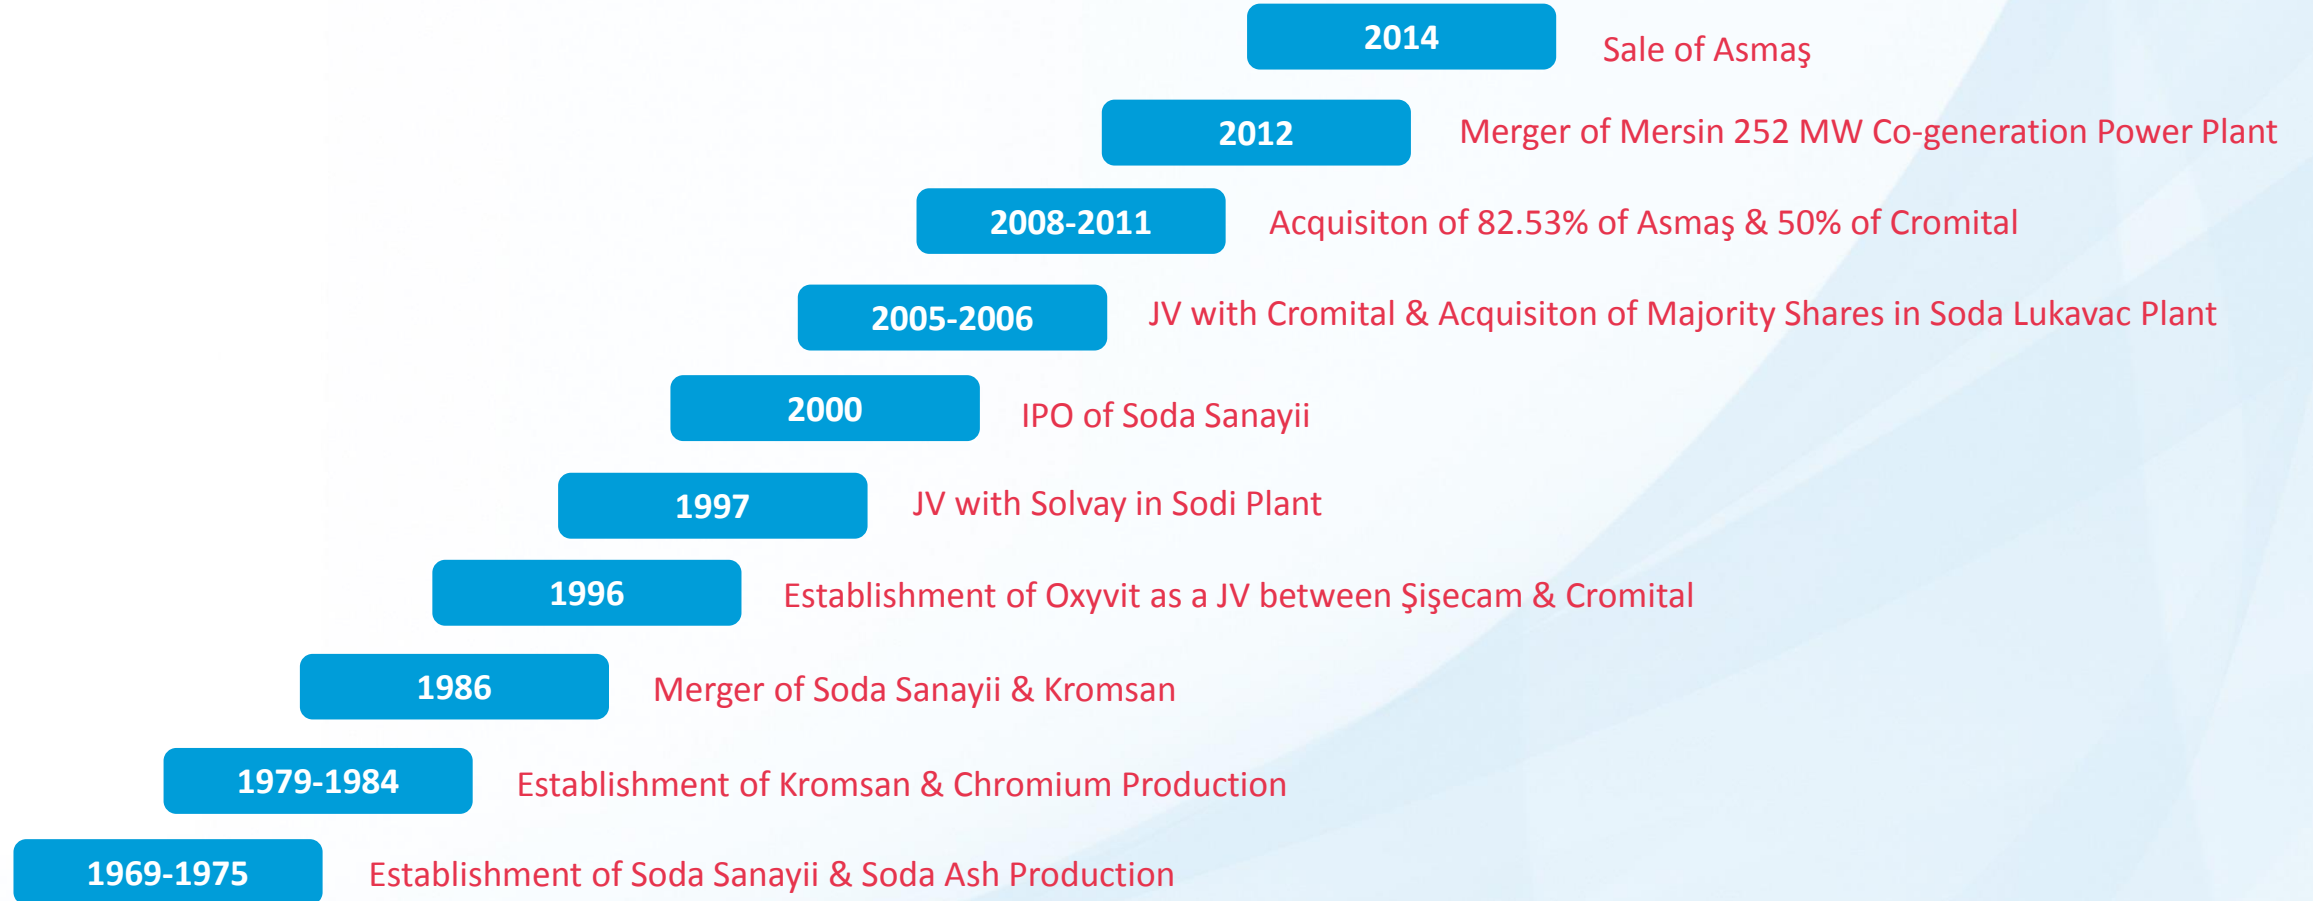 2014
Sale of Asmaş
2012
Merger of Mersin 252 MW Co-generation Power Plant
2008-2011
Acquisiton of 82.53% of Asmaş & 50% of Cromital
2005-2006
JV with Cromital & Acquisiton of Majority Shares in Soda Lukavac Plant
2000
IPO of Soda Sanayii
1997
JV with Solvay in Sodi Plant
1996
Establishment of Oxyvit as a JV between Şişecam & Cromital
1986
Merger of Soda Sanayii & Kromsan
1979-1984
Establishment of Kromsan & Chromium Production
1969-1975
Establishment of Soda Sanayii & Soda Ash Production